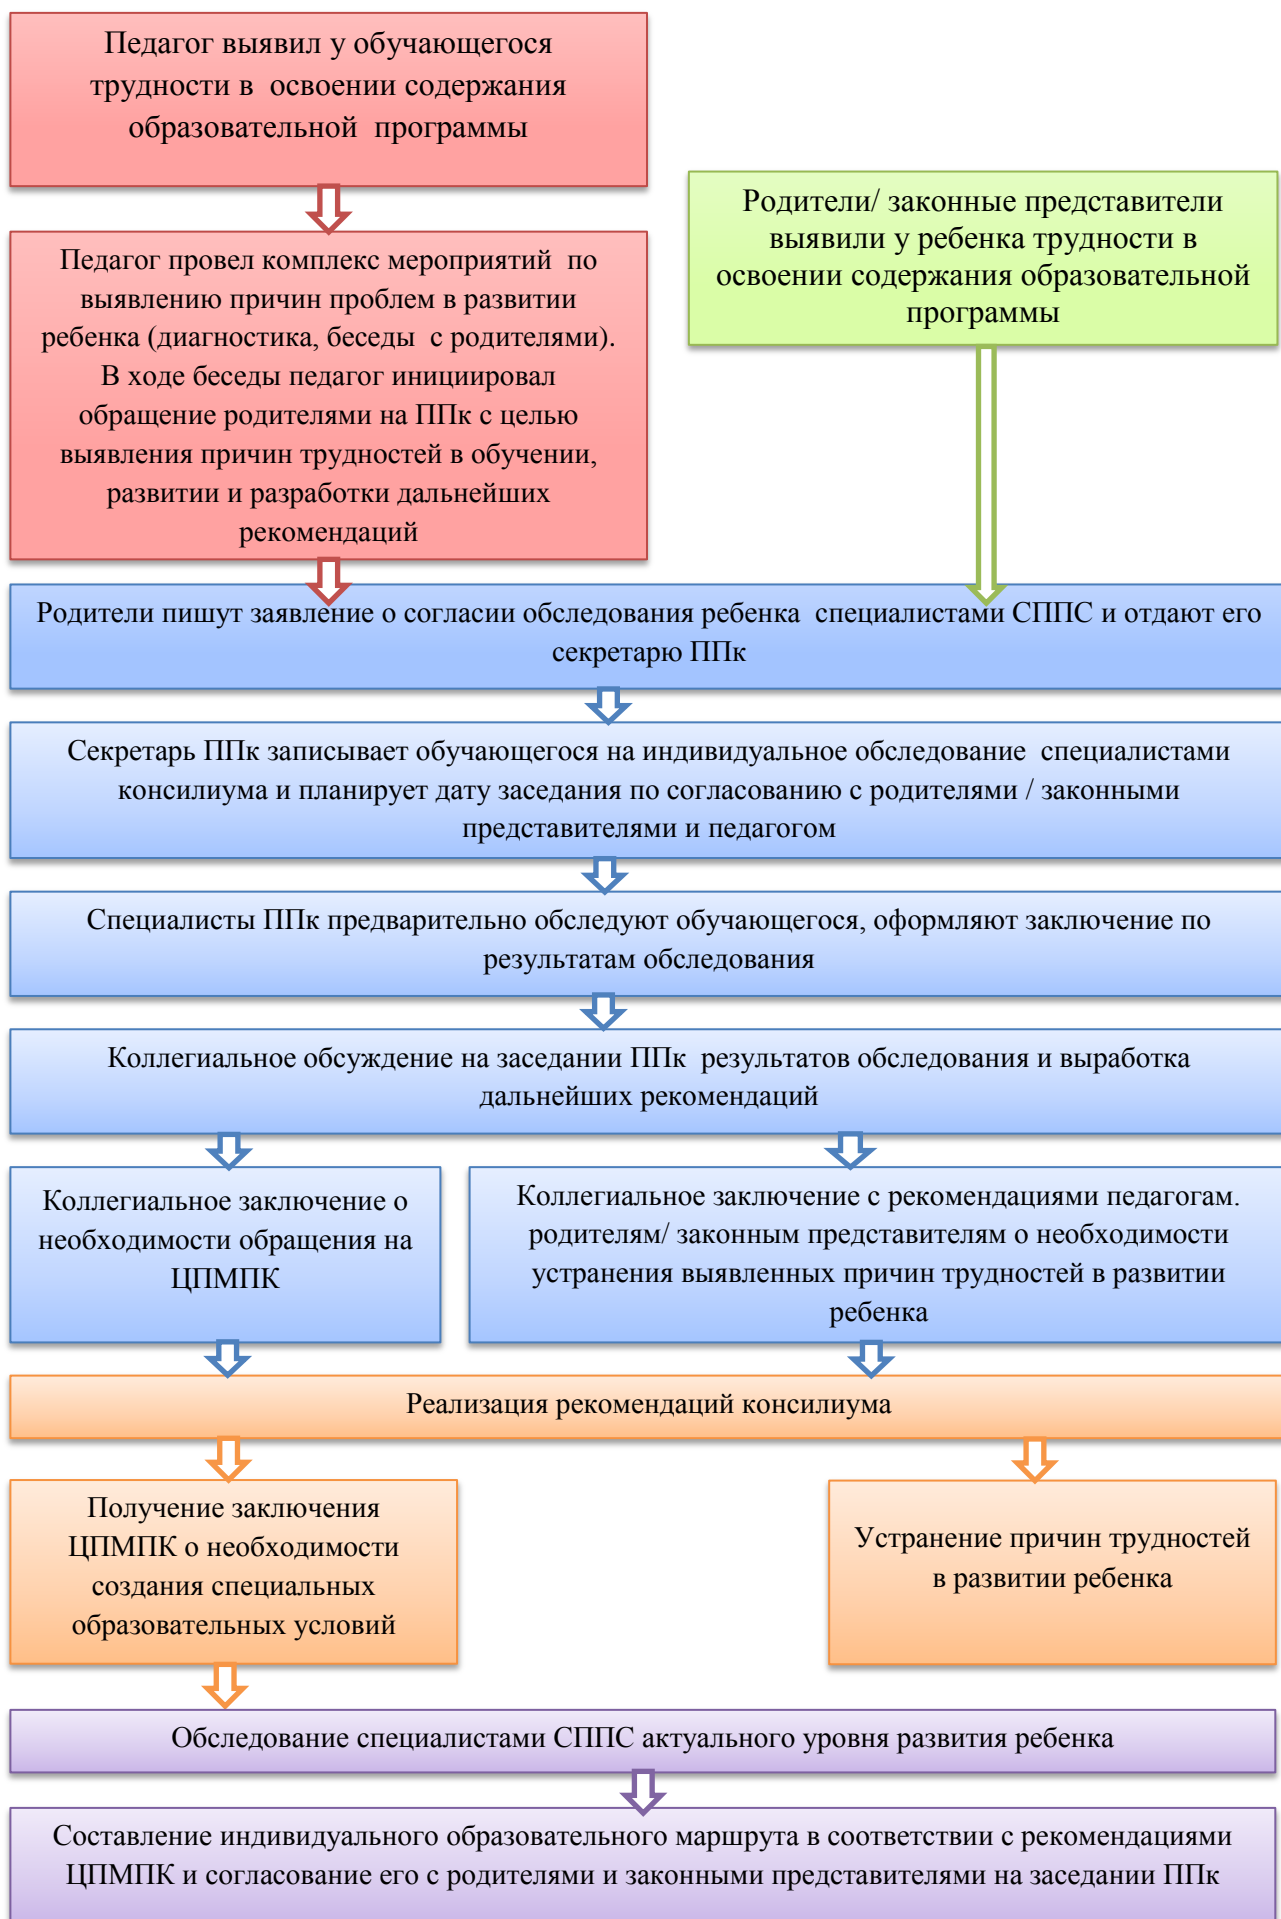 Педагог выявил у обучающегося
трудности в освоении содержания
образовательной программы
Родители/ законные представители
выявили у ребенка трудности в
освоении содержания образовательной
программы
Педагог провел комплекс мероприятий по
выявлению причин проблем в развитии
ребенка (диагностика, беседы с родителями).
В ходе беседы педагог инициировал
обращение родителями на ППк с целью
выявления причин трудностей в обучении,
развитии и разработки дальнейших
рекомендаций
Родители пишут заявление о согласии обследования ребенка специалистами СППС и отдают его
секретарю ППк
Секретарь ППк записывает обучающегося на индивидуальное обследование специалистами
консилиума и планирует дату заседания по согласованию с родителями / законными
представителями и педагогом
Специалисты ППк предварительно обследуют обучающегося, оформляют заключение по
результатам обследования
Коллегиальное обсуждение на заседании ППк результатов обследования и выработка
дальнейших рекомендаций
Коллегиальное заключение о
необходимости обращения на
ЦПМПК
Коллегиальное заключение с рекомендациями педагогам.
родителям/ законным представителям о необходимости
устранения выявленных причин трудностей в развитии
ребенка
Реализация рекомендаций консилиума
Получение заключения
ЦПМПК о необходимости
создания специальных
образовательных условий
Устранение причин трудностей
в развитии ребенка
Обследование специалистами СППС актуального уровня развития ребенка
Составление индивидуального образовательного маршрута в соответствии с рекомендациями
ЦПМПК и согласование его с родителями и законными представителями на заседании ППк